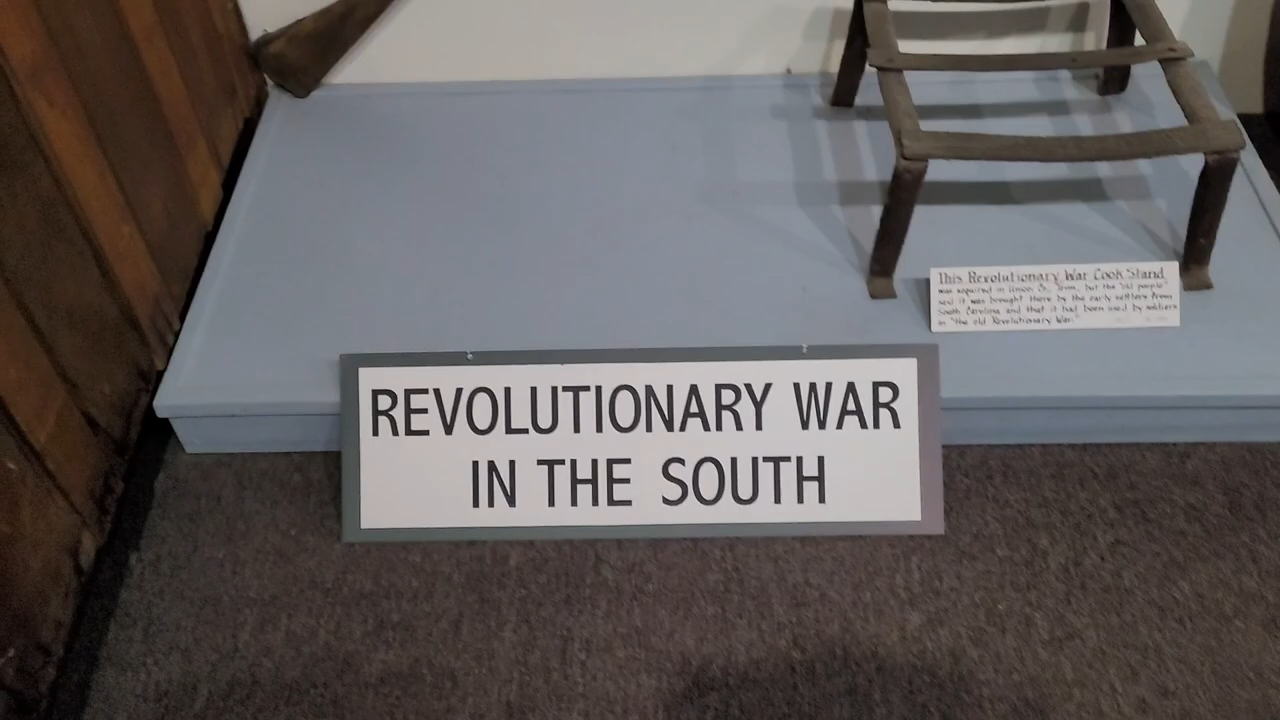 This Revolutionary War Cook Stand
was acquired in Union Co., Tenn., but the "old people"
said it was brought there by the early settlers from
South Carolina and that it had been used by soldiers
in "the old Revolutionary War."
REVOLUTIONARY WAR
IN THE SOUTH